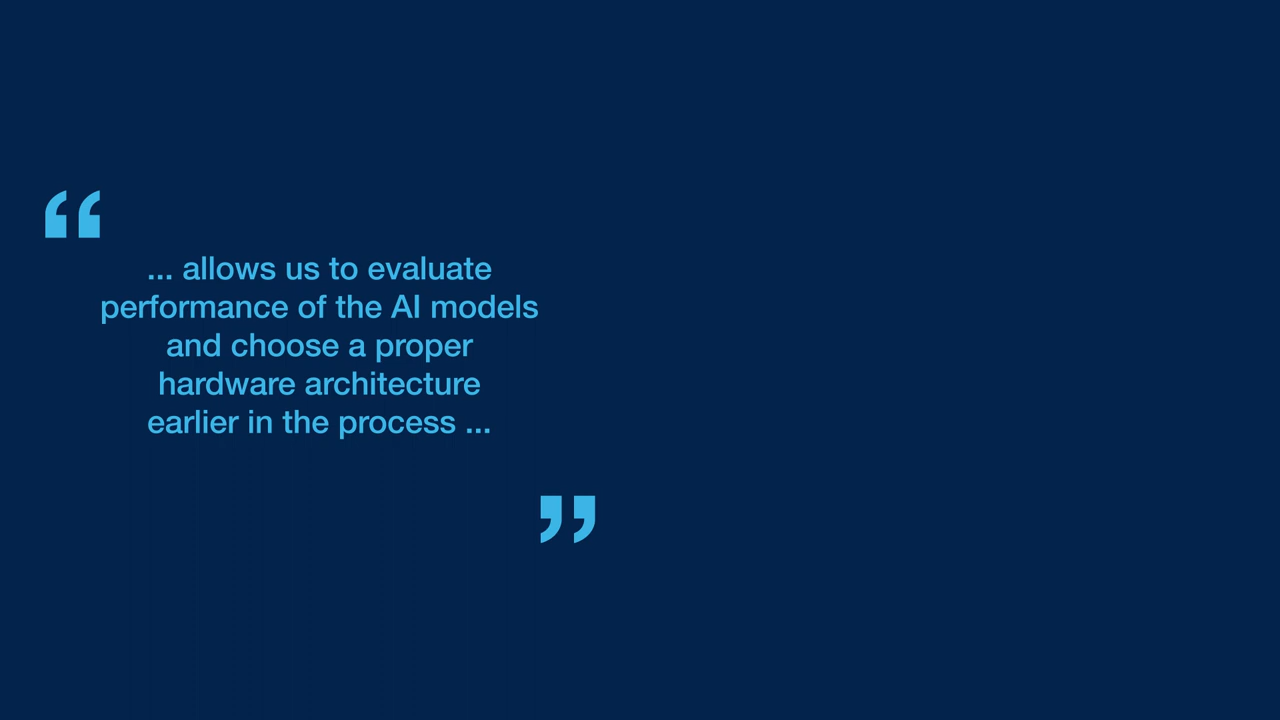 “
... allows us to evaluate
performance of the AI models
and choose a proper
hardware architecture
earlier in the process ...
”